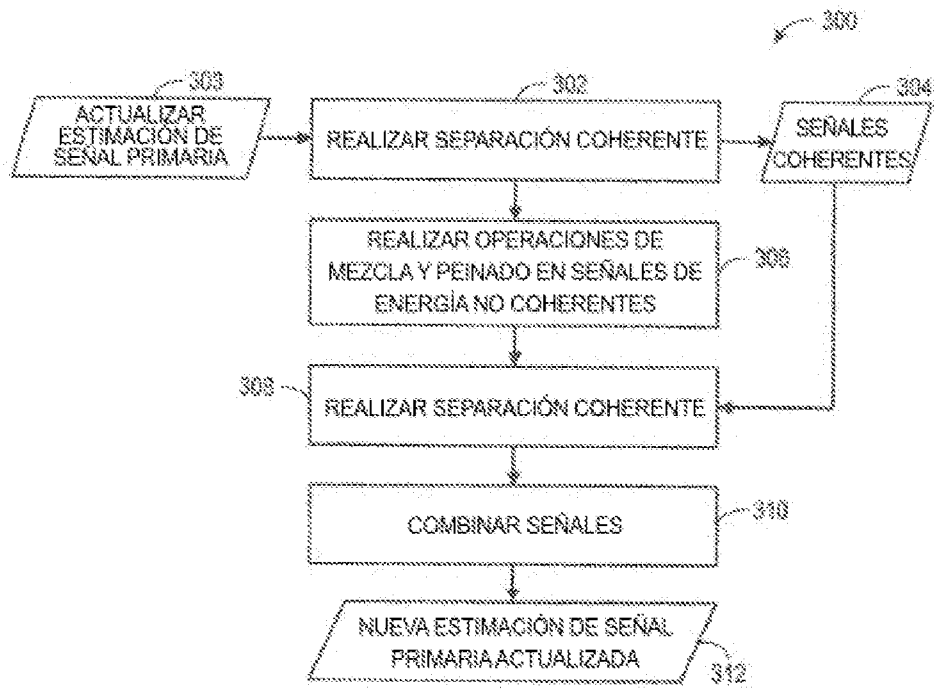 300
303
ACTUALIZAR
ESTIMACIÓN DE
SEÑAL PRIMARIA
302
REALIZAR SEPARACIÓN COHERENTE
304
SEÑALES
COHERENTES
REALIZAR OPERACIONES DE
MEZCLA Y PEINADO EN SEÑALES DE
ENERGÍA NO COHERENTES
308
REALIZAR SEPARACIÓN COHERENTE
COMBINAR SEÑALES
310
NUEVA ESTIMACIÓN DE SEÑAL
PRIMARIA ACTUALIZADA
312